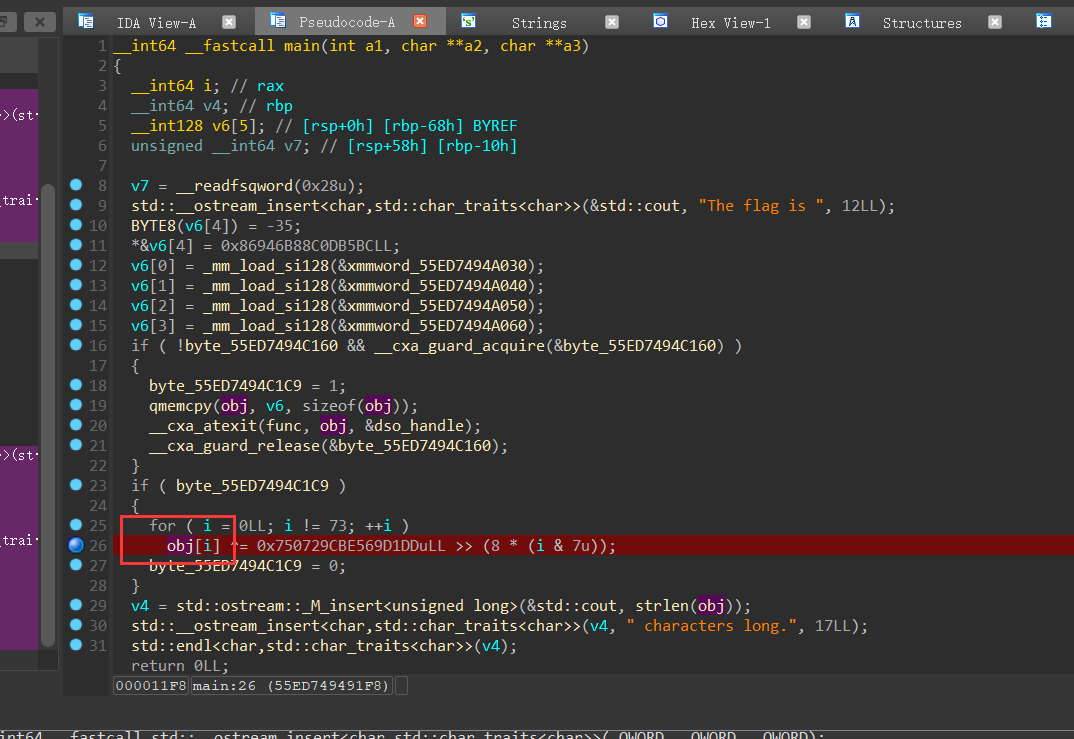 IDA View-A Pseudocode-A Strings Hex View-1 Structures
1 __int64 __fastcall main(int a1, char **a2, char **a3)
2 {
3 __int64 i; // rax
4 __int64 v4; // rbp
5 __int128 v6[5]; // [rsp+0h] [rbp-68h] BYREF
6 unsigned __int64 v7; // [rsp+58h] [rbp-10h]
7
8 v7 = __readfsqword(0x28u);
9 std::__ostream_insert<char,std::char_traits<char>>(&std::cout, "The flag is ", 12LL);
10 BYTE8(v6[4]) = -35;
11 *&v6[4] = 0x86946B88C0DB5BCLL;
12 v6[0] = _mm_load_si128(&xmmword_55ED7494A030);
13 v6[1] = _mm_load_si128(&xmmword_55ED7494A040);
14 v6[2] = _mm_load_si128(&xmmword_55ED7494A050);
15 v6[3] = _mm_load_si128(&xmmword_55ED7494A060);
16 if ( !byte_55ED7494C160 && __cxa_guard_acquire(&byte_55ED7494C160) )
17 {
18 byte_55ED7494C1C9 = 1;
19 qmemcpy(obj, v6, sizeof(obj));
20 __cxa_atexit(func, obj, &dso_handle);
21 __cxa_guard_release(&byte_55ED7494C160);
22 }
23 if ( byte_55ED7494C1C9 )
24 {
25 for ( i = 0LL; i != 73; ++i )
26 obj[i] ^= 0x750729CBE569D1DDuLL >> (8 * (i & 7u));
27 byte_55ED7494C1C9 = 0;
28 }
29 v4 = std::ostream::_M_insert<unsigned long>(&std::cout, strlen(obj));
30 std::__ostream_insert<char,std::char_traits<char>>(v4, " characters long.", 17LL);
31 std::endl<char,std::char_traits<char>>(v4);
return 0LL;
000011F8 main:26 (55ED749491F8)
>(st
_trai
>(st
_trai
int64 __fastcall std::__ostream_insert<char,std::char_traits<char>>(_QWORD, _QWORD, _QWORD);